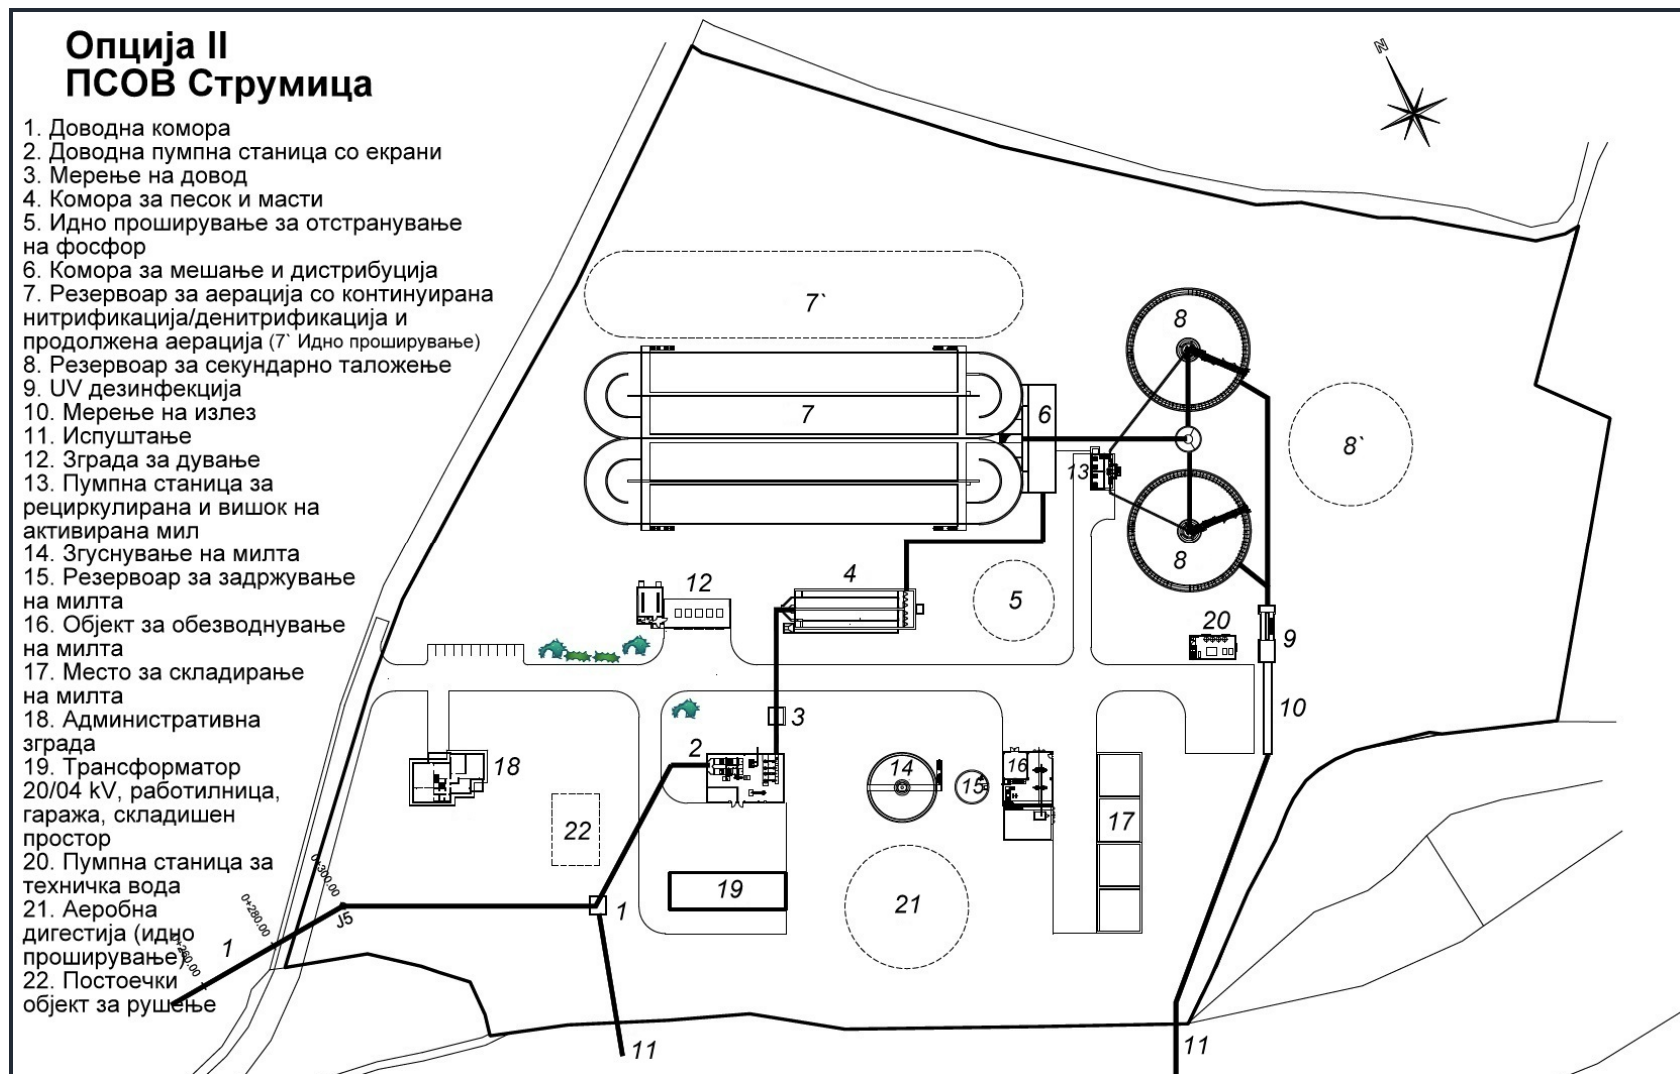 Опција II
ПСОВ Струмица
1. Доводна комора
2. Доводна пумпна станица со екрани
3. Мерење на довод
4. Комора за песок и масти
5. Идно проширување за отстранување
на фосфор
6. Комора за мешање и дистрибуција
7. Резервоар за аерација со континуирана
нитрификација/денитрификација и
продолжена аерација (7` Идно проширување)
8. Резервоар за секундарно таложење
9. UV дезинфекција
10. Мерење на излез
11. Испуштање
12. Зграда за дување
13. Пумпна станица за
рециркулирана и вишок на
активирана мил
14. Згуснување на милта
15. Резервоар за задржување
на милта
16. Објект за обезводнување
на милта
17. Место за складирање
на милта
18. Административна
зграда
19. Трансформатор
20/04 kV, работилница,
гаража, складишен
простор
20. Пумпна станица за
техничка вода
21. Аеробна
дигестија (идно
проширување)
22. Постоечки
објект за рушење
N
7`
8
7
6
8`
13
8
12
4
5
20
9
3
10
2
18
14
15
16
17
22
19
21
0+300.00
J5
0+280.00
1
1
0+260.00
11
11